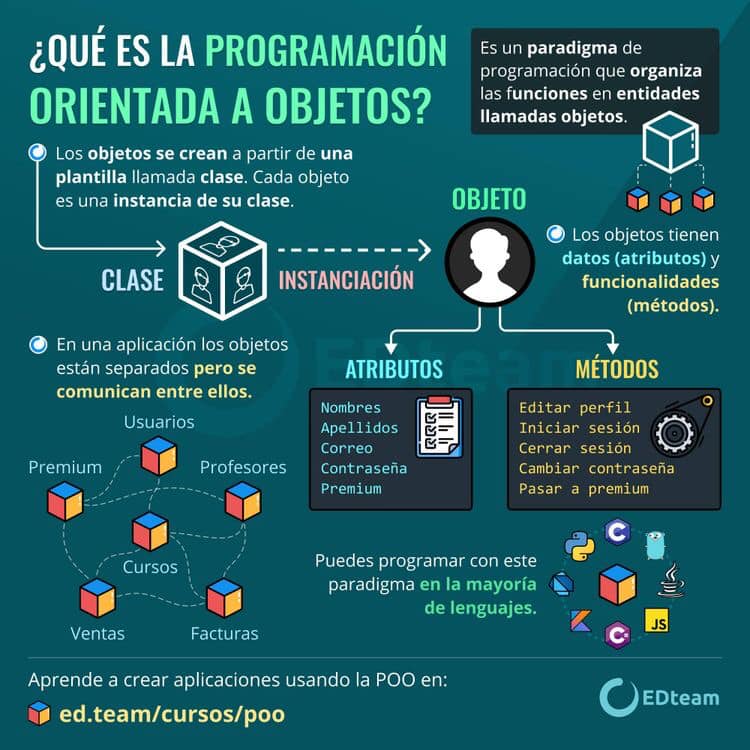 ¿QUÉ ES LA PROGRAMACIÓN
ORIENTADA A OBJETOS?
Es un paradigma de
programación que organiza
las funciones en entidades
llamadas objetos.
Los objetos se crean a partir de una
plantilla llamada clase. Cada objeto
es una instancia de su clase.
CLASE
INSTANCIACIÓN
OBJETO
Los objetos tienen
datos (atributos) y
funcionalidades
(métodos).
En una aplicación los objetos
están separados pero se
comunican entre ellos.
Usuarios
Premium
Profesores
Cursos
Ventas
Facturas
EDteam
ATRIBUTOS
Nombres
Apellidos
Correo
Contraseña
Premium
MÉTODOS
Editar perfil
Iniciar sesión
Cerrar sesión
Cambiar contraseña
Pasar a premium
Puedes programar con este
paradigma en la mayoría
de lenguajes.
C
JS
C
Aprende a crear aplicaciones usando la POO en:
ed.team/cursos/poo
EDteam